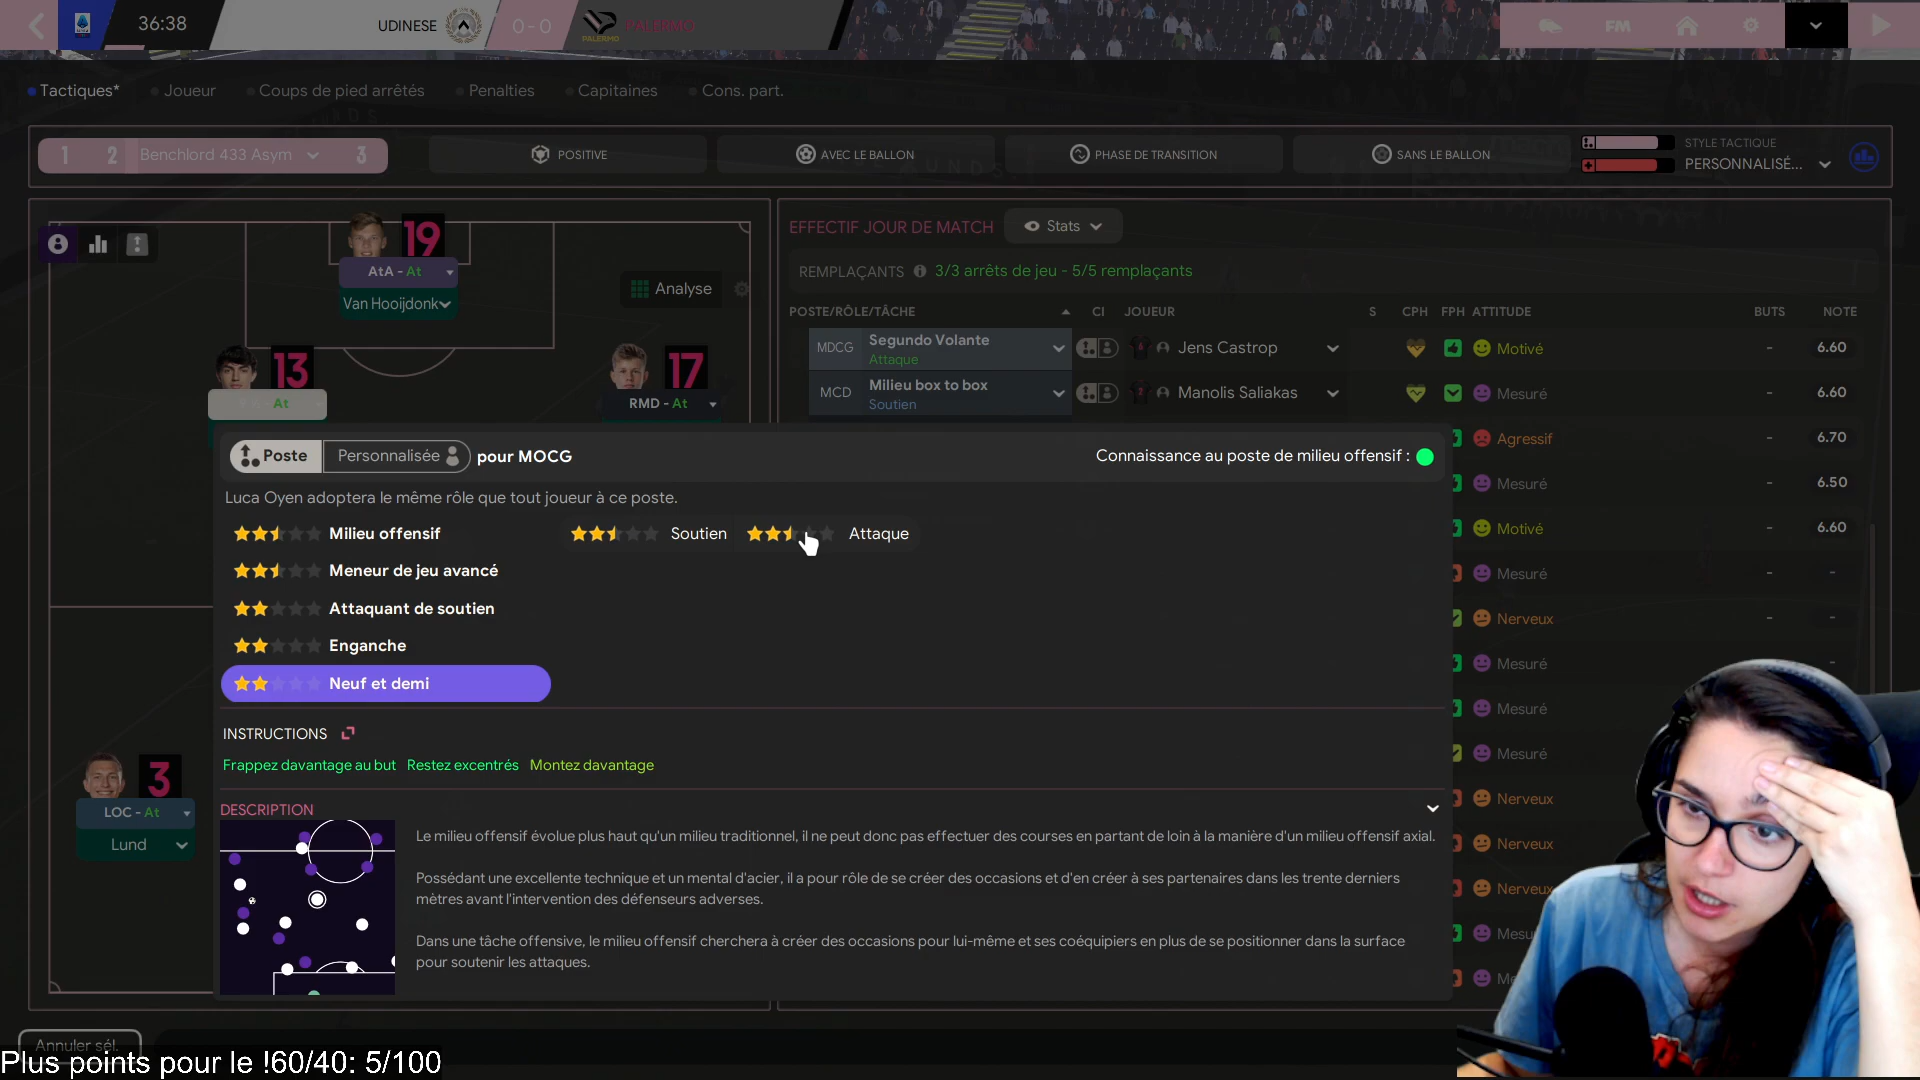 36:38
UDINESE
0 - 0
PALERMO
PALERMO
FM
Tactiques*
Joueur
Coups de pied arrêtés
Penalties
Capitaines
Cons. part.
1
2
Benchlord 433 Asym
3
POSITIVE
AVEC LE BALLON
PHASE DE TRANSITION
SANS LE BALLON
STYLE TACTIQUE
PERSONNALISÉ...
19
AtA - At
Van Hooijdonk
Analyse
13
At
17
RMD - At
EFFECTIF JOUR DE MATCH
Stats
REMPLAÇANTS
3/3 arrêts de jeu - 5/5 remplaçants
POSTE/RÔLE/TÂCHE
CI
JOUEUR
S
CPH
FPH
ATTITUDE
BUTS
NOTE
MDCG
Segundo Volante
Attaque
Jens Castrop
Motivé
-
6.60
MCD
Milieu box to box
Soutien
Manolis Saliakas
Mesuré
-
6.60
Agressif
-
6.70
Mesuré
-
6.50
Motivé
-
6.60
Mesuré
-
-
Nerveux
-
-
Mesuré
-
Mesuré
Mesuré
Nerveux
Nerveux
Nerveux
Poste
Personnalisée
pour MOCG
Connaissance au poste de milieu offensif :
Luca Oyen adoptera le même rôle que tout joueur à ce poste.
Milieu offensif
Soutien
Attaque
Meneur de jeu avancé
Attaquant de soutien
Enganche
Neuf et demi
INSTRUCTIONS
Frappez davantage au but
Restez excentrés
Montez davantage
DESCRIPTION
Le milieu offensif évolue plus haut qu'un milieu traditionnel, il ne peut donc pas effectuer des courses en partant de loin à la manière d'un milieu offensif axial.
Possédant une excellente technique et un mental d'acier, il a pour rôle de se créer des occasions et d'en créer à ses partenaires dans les trente derniers
mètres avant l'intervention des défenseurs adverses.
Dans une tâche offensive, le milieu offensif cherchera à créer des occasions pour lui-même et ses coéquipiers en plus de se positionner dans la surface
pour soutenir les attaques.
3
LOC - At
Lund
Annuler sél.
Plus points pour le !60/40: 5/100